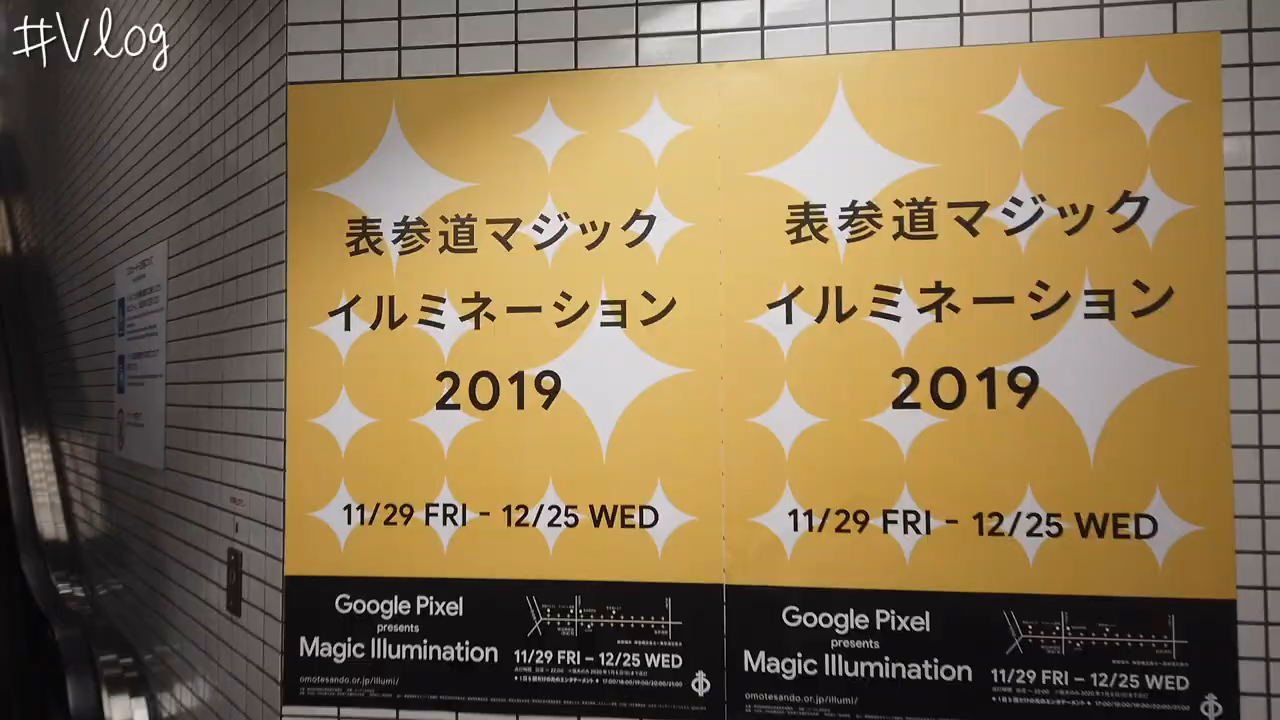 #Vlog
表参道マジック
イルミネーション
2019
11/29 FRI - 12/25 WED
Google Pixel
presents
Magic Illumination
11/29 FRI – 12/25 WED
omotesando.or.jp/illumi/
表参道マジック
イルミネーション
2019
11/29 FRI - 12/25 WED
Google Pixel
presents
Magic Illumination
11/29 FRI – 12/25 WED
omotesando.or.jp/illumi/